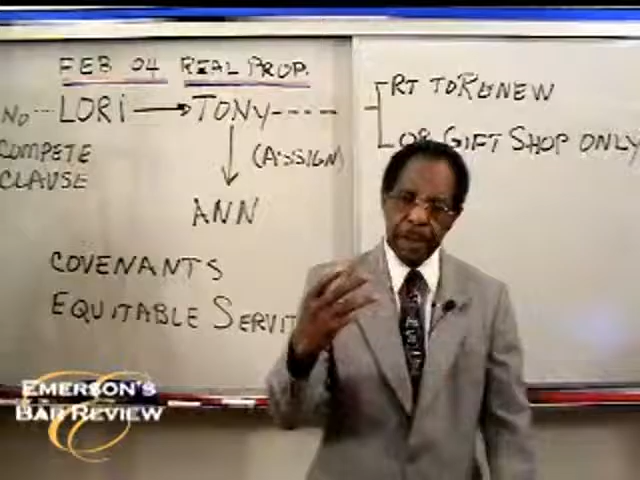 FEB 04 REAL PROP.
NO LORI TONY
COMPETE CLAUSE
(ASSIGN)
ANN
COVENANTS
EQUITABLE SERVIT
RT TO RENEW
OP GIFT SHOP ONLY
EMERSON'S
BAR REVIEW